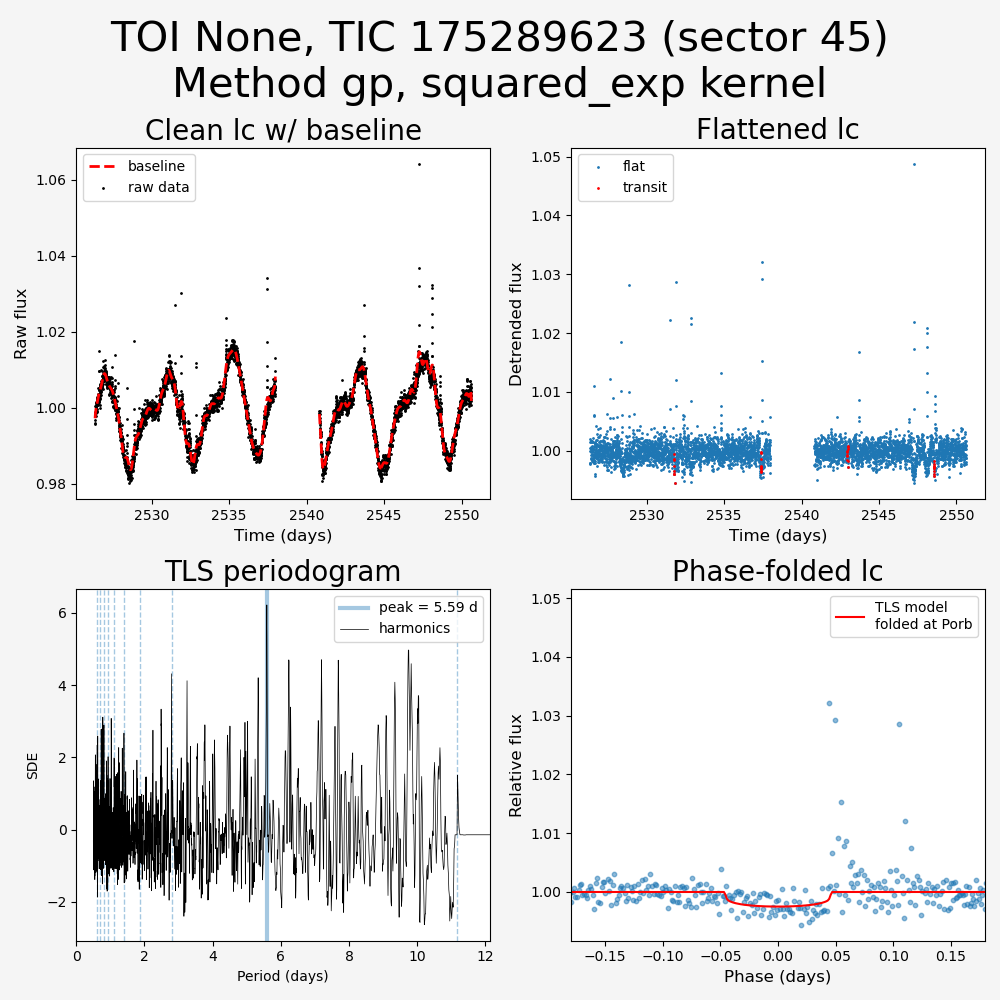 TOI None, TIC 175289623 (sector 45)
Method gp, squared_exp kernel
Clean lc w/ baseline
baseline
raw data
1.06
1.04
1.02
1.00
0.98
Raw flux
2530
2535
2540
2545
2550
Time (days)
Flattened lc
flat
transit
1.05
1.04
1.03
1.02
1.01
1.00
Detrended flux
2530
2535
2540
2545
2550
Time (days)
TLS periodogram
peak = 5.59 d
harmonics
6
4
2
0
−2
SDE
0
2
4
6
8
10
12
Period (days)
Phase-folded lc
TLS model
folded at Porb
1.05
1.04
1.03
1.02
1.01
1.00
Relative flux
−0.15
−0.10
−0.05
0.00
0.05
0.10
0.15
Phase (days)